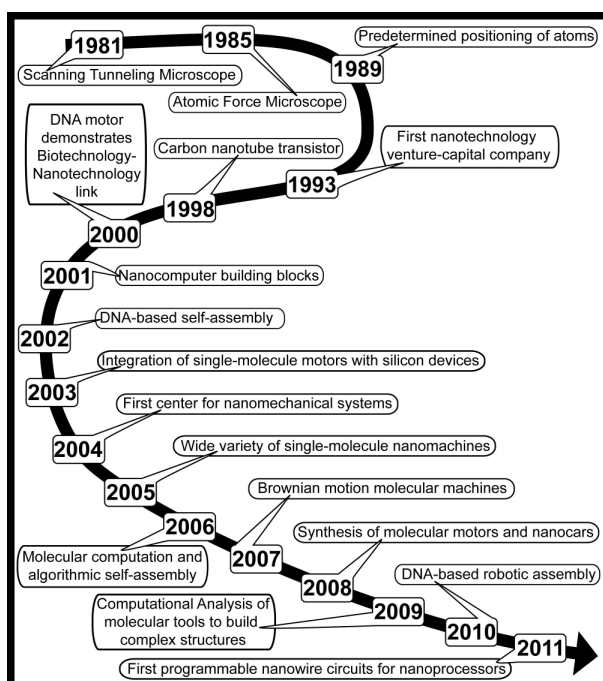 1981
Scanning Tunneling Microscope
1985
Atomic Force Microscope
Predetermined positioning of atoms
1989
First nanotechnology
venture-capital company
1993
Carbon nanotube transistor
1998
DNA motor
demonstrates
Biotechnology-
Nanotechnology
link
2000
2001
Nanocomputer building blocks
2002
DNA-based self-assembly
2003
Integration of single-molecule motors with silicon devices
2004
First center for nanomechanical systems
2005
Wide variety of single-molecule nanomachines
2006
Molecular computation and
algorithmic self-assembly
2007
Brownian motion molecular machines
2008
Synthesis of molecular motors and nanocars
2009
Computational Analysis of
molecular tools to build
complex structures
2010
DNA-based robotic assembly
2011
First programmable nanowire circuits for nanoprocessors